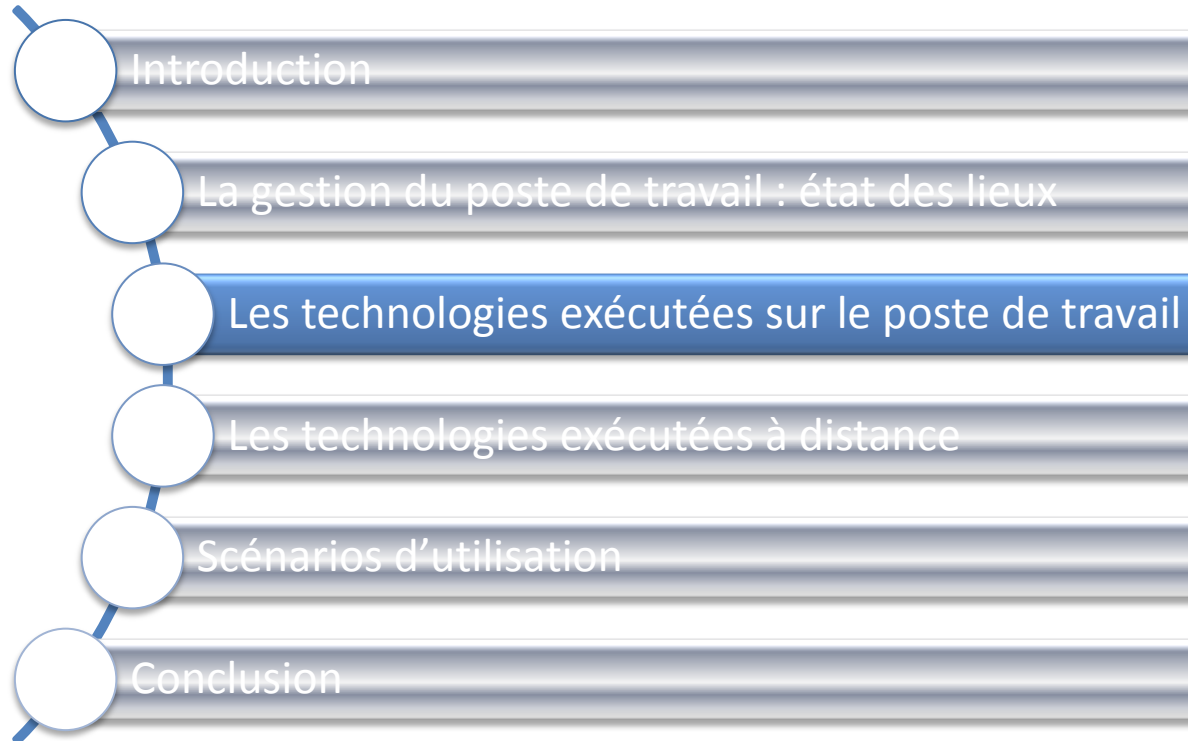 Introduction
La gestion du poste de travail : état des lieux
Les technologies exécutées sur le poste de travail
Les technologies exécutées à distance
Scénarios d’utilisation
Conclusion